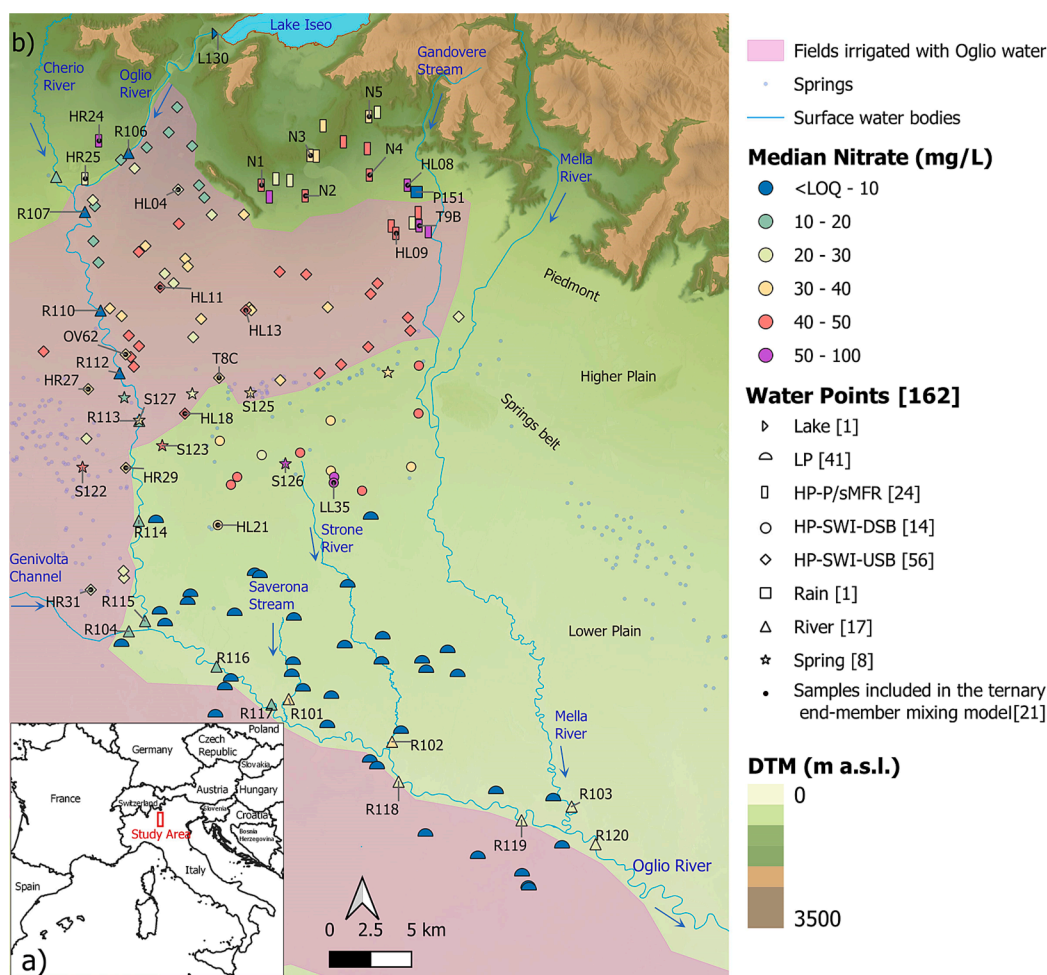 b)
Lake Iseo
L130
Cherio
River
Oglio
River
Gandovere
Stream
HR24
R106
N5
N3
HR25
N1
N4
HL08
Mella
River
HL04
N2
P151
R107
T9B
HL09
Piedmont
HL11
R110
HL13
OV62
R112
T8C
Higher Plain
HR27
S127
S125
R113
HL18
Springs belt
S123
S122
HR29
S126
LL35
R114
HL21
Strone
River
Genivolta
Channel
Saverona
Stream
HR31
R115
R104
Lower Plain
R116
R117
R101
R102
Mella
River
R118
R103
R119
R120
Oglio River
0
2.5
5 km
Poland
Germany
Czech
Republic
Slovakia
France
Austria
Hungary
Switzerland
Slovenia
Croatia
Study Area
Bosnia
Herzegovina
Italy
Spain
a)
Fields irrigated with Oglio water
Springs
Surface water bodies
Median Nitrate (mg/L)
<LOQ - 10
10 - 20
20 - 30
30 - 40
40 - 50
50 - 100
Water Points [162]
Lake [1]
LP [41]
HP-P/sMFR [24]
HP-SWI-DSB [14]
HP-SWI-USB [56]
Rain [1]
River [17]
Spring [8]
Samples included in the ternary
end-member mixing model[21]
DTM (m a.s.l.)
0
3500